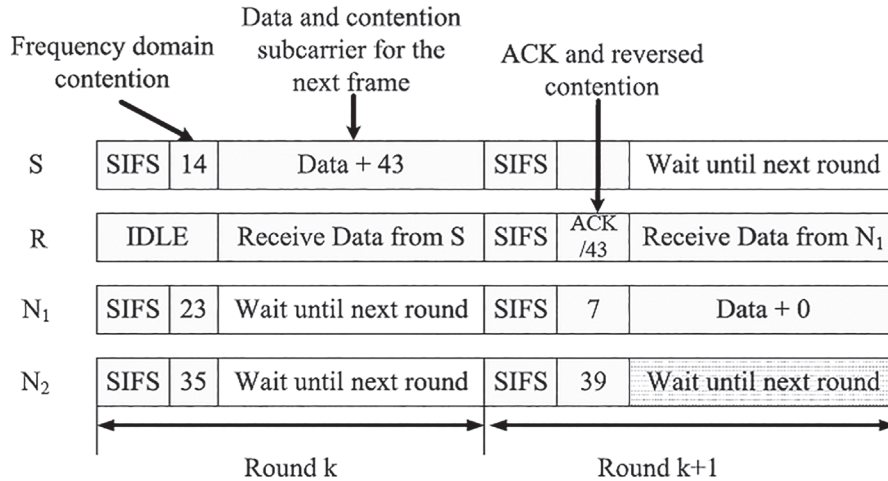 Frequency domain
contention
Data and contention
subcarrier for the
next frame
ACK and reversed
contention
S SIFS 14 Data + 43 SIFS Wait until next round
R IDLE Receive Data from S SIFS ACK /43 Receive Data from N1
N1 SIFS 23 Wait until next round SIFS 7 Data + 0
N2 SIFS 35 Wait until next round SIFS 39 Wait until next round
Round k Round k+1